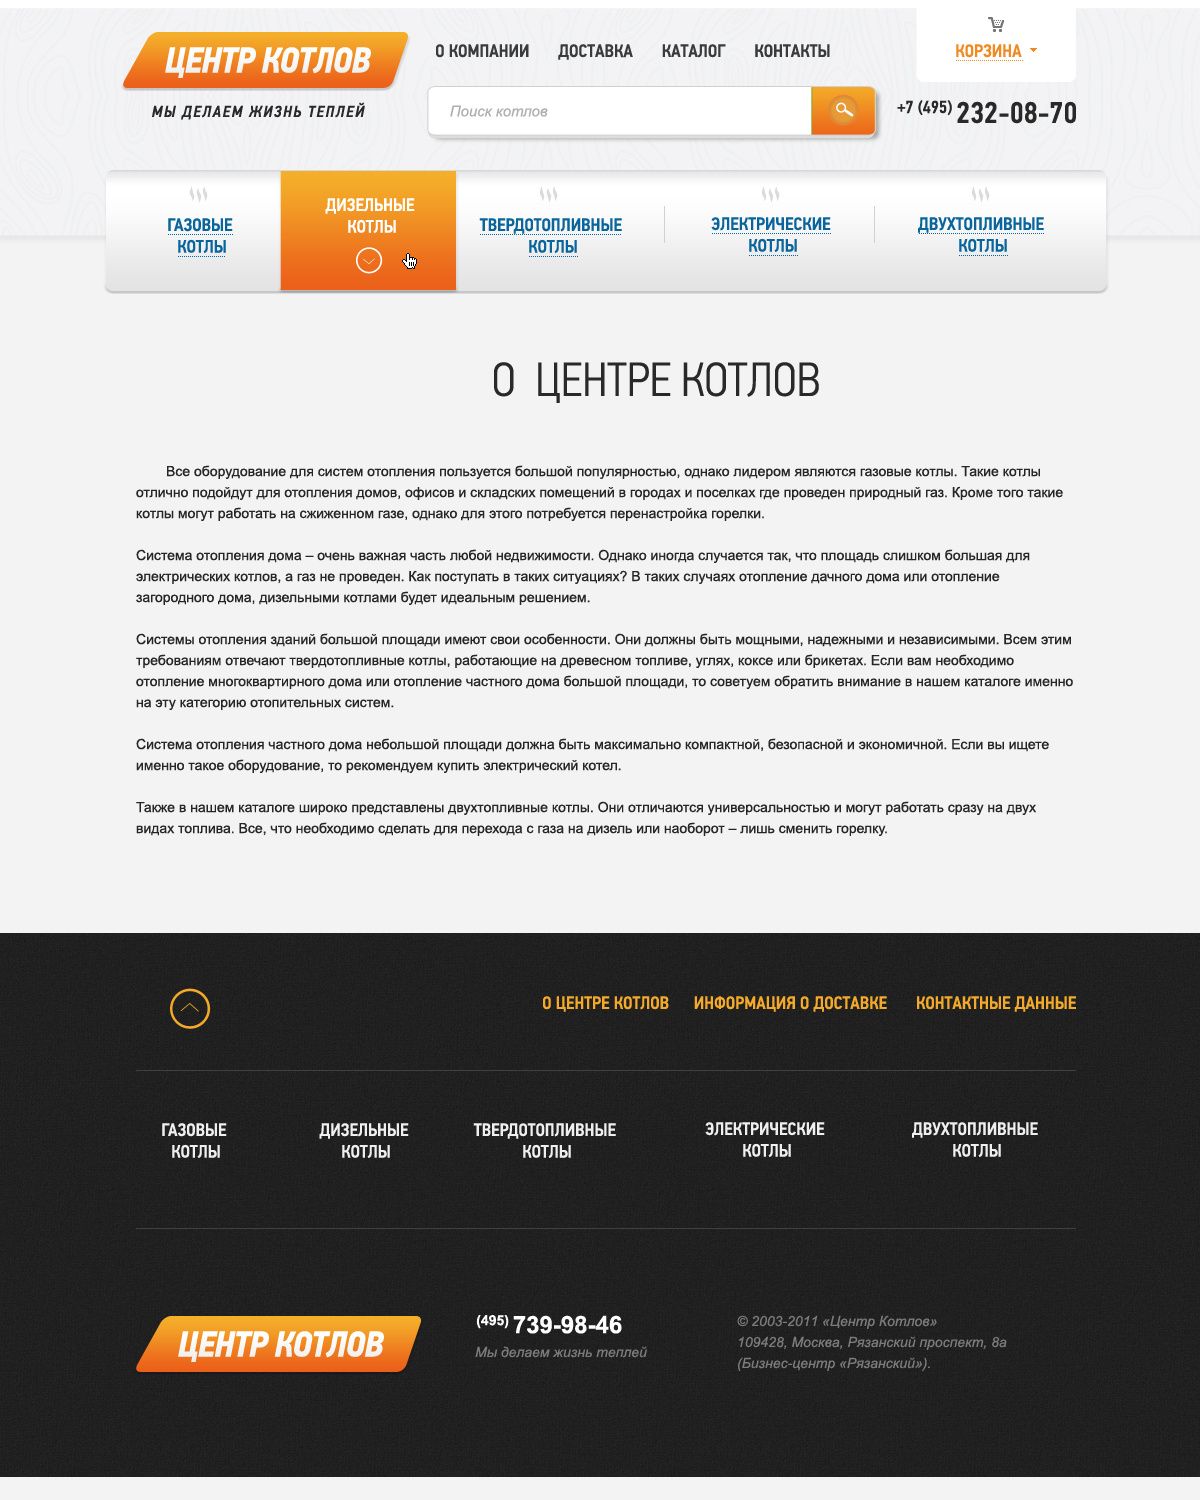 ЦЕНТР КОТЛОВ
МЫ ДЕЛАЕМ ЖИЗНЬ ТЕПЛЕЙ
О КОМПАНИИ ДОСТАВКА КАТАЛОГ КОНТАКТЫ
КОРЗИНА
Поиск котлов
+7 (495) 232-08-70
ГАЗОВЫЕ
КОТЛЫ
ДИЗЕЛЬНЫЕ
КОТЛЫ
ТВЕРДОТОПЛИВНЫЕ
КОТЛЫ
ЭЛЕКТРИЧЕСКИЕ
КОТЛЫ
ДВУХТОПЛИВНЫЕ
КОТЛЫ
О ЦЕНТРЕ КОТЛОВ
Все оборудование для систем отопления пользуется большой популярностью, однако лидером являются газовые котлы. Такие котлы
отлично подойдут для отопления домов, офисов и складских помещений в городах и поселках где проведен природный газ. Кроме того такие
котлы могут работать на сжиженном газе, однако для этого потребуется перенастройка горелки.
Система отопления дома – очень важная часть любой недвижимости. Однако иногда случается так, что площадь слишком большая для
электрических котлов, а газ не проведен. Как поступать в таких ситуациях? В таких случаях отопление дачного дома или отопление
загородного дома, дизельными котлами будет идеальным решением.
Системы отопления зданий большой площади имеют свои особенности. Они должны быть мощными, надежными и независимыми. Всем этим
требованиям отвечают твердотопливные котлы, работающие на древесном топливе, углях, коксе или брикетах. Если вам необходимо
отопление многоквартирного дома или отопление частного дома большой площади, то советуем обратить внимание в нашем каталоге именно
на эту категорию отопительных систем.
Система отопления частного дома небольшой площади должна быть максимально компактной, безопасной и экономичной. Если вы ищете
именно такое оборудование, то рекомендуем купить электрический котел.
Также в нашем каталоге широко представлены двухтопливные котлы. Они отличаются универсальностью и могут работать сразу на двух
видах топлива. Все, что необходимо сделать для перехода с газа на дизель или наоборот – лишь сменить горелку.
О ЦЕНТРЕ КОТЛОВ ИНФОРМАЦИЯ О ДОСТАВКЕ КОНТАКТНЫЕ ДАННЫЕ
ГАЗОВЫЕ
КОТЛЫ
ДИЗЕЛЬНЫЕ
КОТЛЫ
ТВЕРДОТОПЛИВНЫЕ
КОТЛЫ
ЭЛЕКТРИЧЕСКИЕ
КОТЛЫ
ДВУХТОПЛИВНЫЕ
КОТЛЫ
ЦЕНТР КОТЛОВ
(495) 739-98-46
Мы делаем жизнь теплей
© 2003-2011 «Центр Котлов»
109428, Москва, Рязанский проспект, 8а
(Бизнес-центр «Рязанский»).